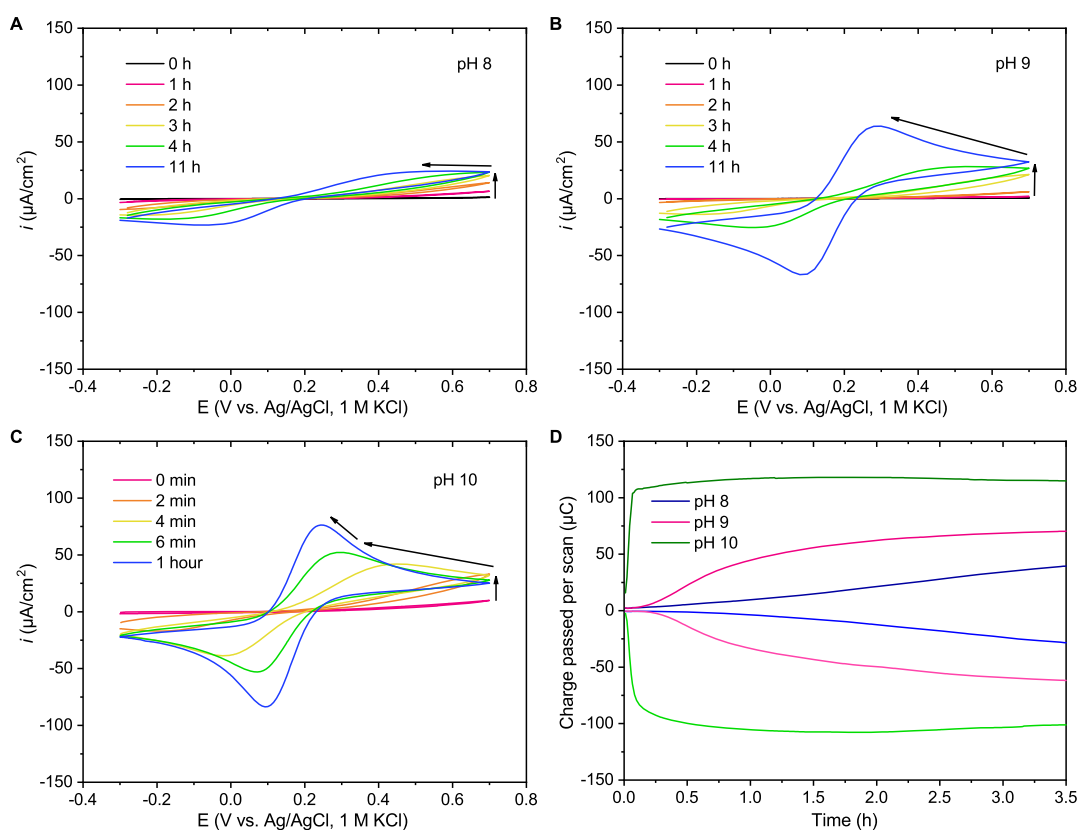 A
150
100
50
0
-50
-100
-150
i (µA/cm²)
0 h
1 h
2 h
3 h
4 h
11 h
pH 8
-0.4
-0.2
0.0
0.2
0.4
0.6
0.8
E (V vs. Ag/AgCl, 1 M KCl)
B
150
100
50
0
-50
-100
-150
i (µA/cm²)
0 h
1 h
2 h
3 h
4 h
11 h
pH 9
-0.4
-0.2
0.0
0.2
0.4
0.6
0.8
E (V vs. Ag/AgCl, 1 M KCl)
C
150
100
50
0
-50
-100
-150
i (µA/cm²)
0 min
2 min
4 min
6 min
1 hour
pH 10
-0.4
-0.2
0.0
0.2
0.4
0.6
0.8
E (V vs. Ag/AgCl, 1 M KCl)
D
150
100
50
0
-50
-100
-150
Charge passed per scan (µC)
pH 8
pH 9
pH 10
0.0
0.5
1.0
1.5
2.0
2.5
3.0
3.5
Time (h)